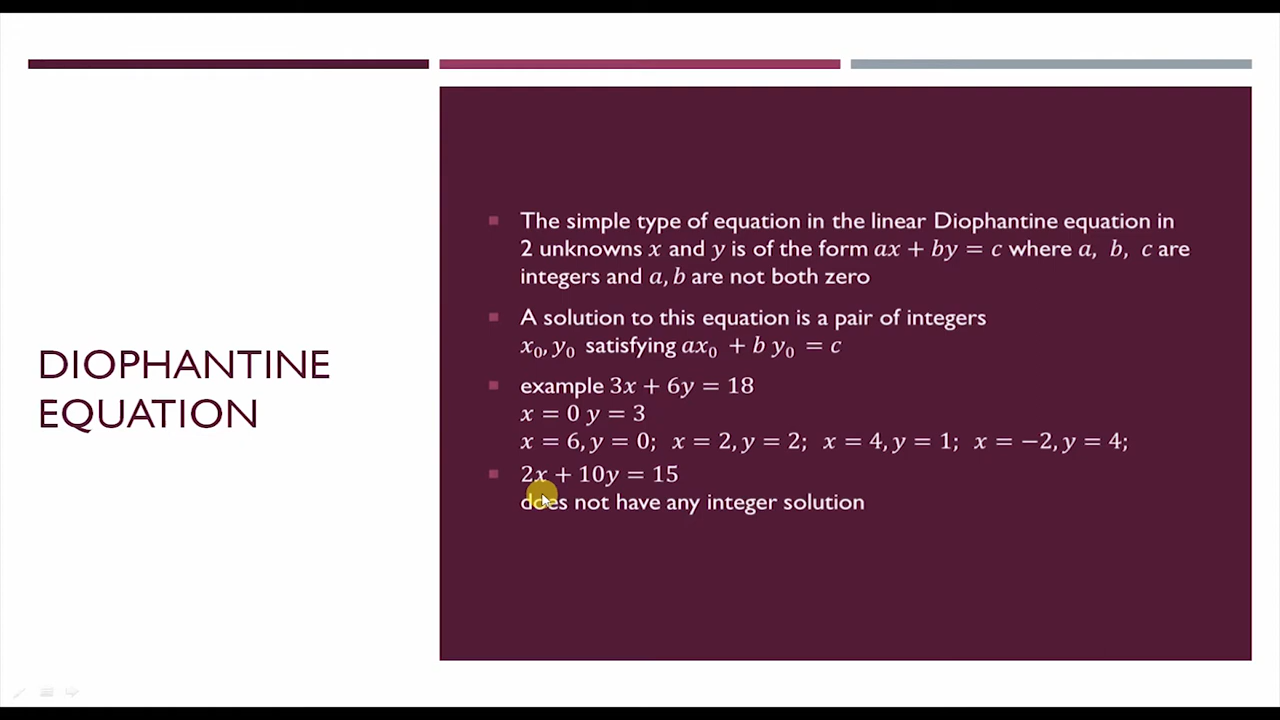 DIOPHANTINE
EQUATION
The simple type of equation in the linear Diophantine equation in
2 unknowns x and y is of the form ax + by = c where a, b, c are
integers and a, b are not both zero
A solution to this equation is a pair of integers
x₀, y₀ satisfying ax₀ + b y₀ = c
example 3x + 6y = 18
x = 0 y = 3
x = 6, y = 0; x = 2, y = 2; x = 4, y = 1; x = −2, y = 4;
2x + 10y = 15
does not have any integer solution